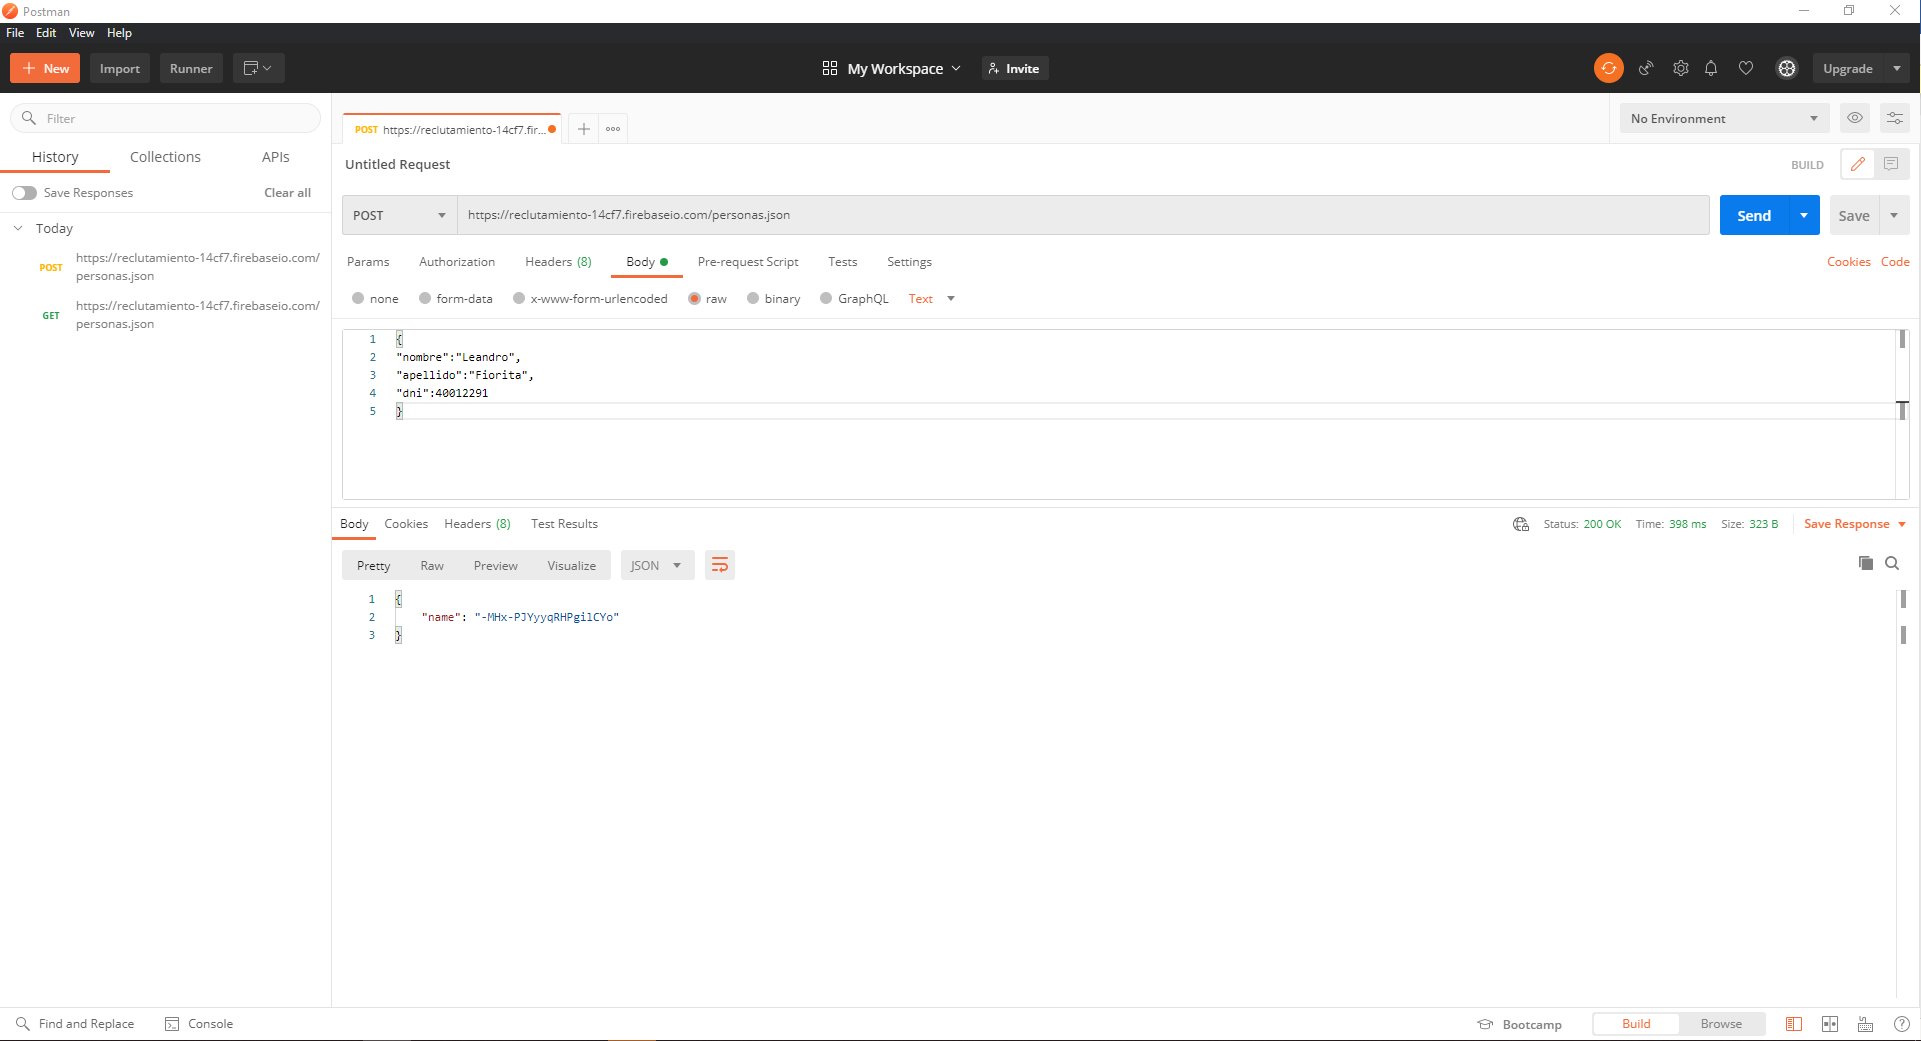 Postman
File Edit View Help
New Import Runner My Workspace Invite Upgrade
Filter
History Collections APIs
Save Responses Clear all
Today
POST https://reclutamiento-14cf7.firebaseio.com/
personas.json
GET https://reclutamiento-14cf7.firebaseio.com/
personas.json
POST https://reclutamiento-14cf7.fir...
No Environment
Untitled Request
BUILD
POST https://reclutamiento-14cf7.firebaseio.com/personas.json Send Save
Params Authorization Headers (8) Body Pre-request Script Tests Settings Cookies Code
none form-data x-www-form-urlencoded raw binary GraphQL Text
1 {
2 "nombre":"Leandro",
3 "apellido":"Fiorita",
4 "dni":40012291
5 }
Body Cookies Headers (8) Test Results Status: 200 OK Time: 398 ms Size: 323 B Save Response
Pretty Raw Preview Visualize JSON
1 {
2 "name": "-MHx-PJYyyqRHPgilCYo"
3 }
Find and Replace Console Bootcamp Build Browse